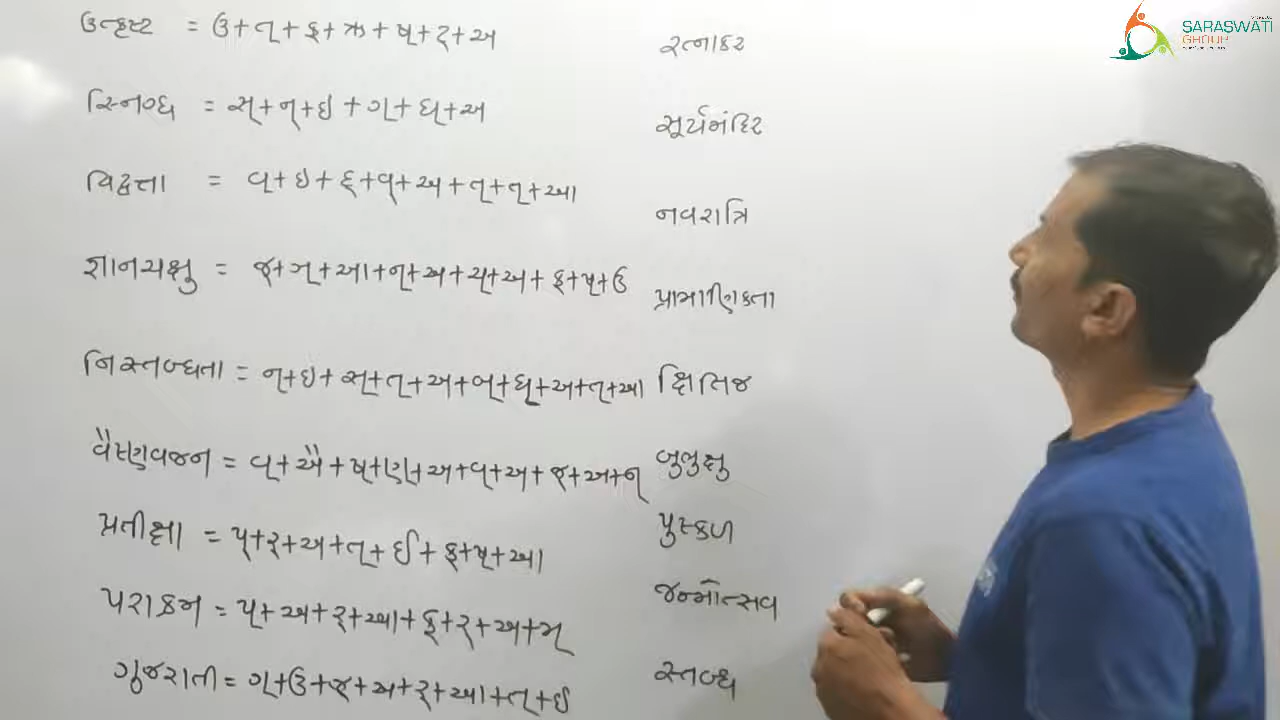 ઉત્કૃષ્ટ = ઉ+ત્+ક્+ઋ+ષ્+ટ્+અ
સ્નિગ્ધ = સ્+ન્+ઇ+ગ્+ધ્+અ
વિદ્વત્તા = વ્+ઇ+દ્+વ્+અ+ત્+ત્+આ
જ્ઞાનચક્ષુ = જ્+ઞ્+આ+ન્+અ+ચ્+અ+ક્+ષ્+ઉ
નિસ્તબ્ધતા = ન્+ઇ+સ્+ત્+અ+બ્+ધ્+અ+ત્+આ
વૈષ્ણવજન = વ્+ઐ+ષ્+ણ્+અ+વ્+અ+જ્+અ+ન્
પ્રતીક્ષા = પ્+ર્+અ+ત્+ઈ+ક્+ષ્+આ
પરાક્રમ = પ્+અ+ર્+આ+ક્+ર્+અ+મ્
ગુજરાતી = ગ્+ઉ+જ્+અ+ર્+આ+ત્+ઈ
રત્નાકર
સૂર્યમંદિર
નવરાત્રિ
પ્રામાણિકતા
ક્ષિતિજ
બુભુક્ષુ
પુસ્કળ
જન્મોત્સવ
સ્તબ્ધ
SARASWATI
GROUP